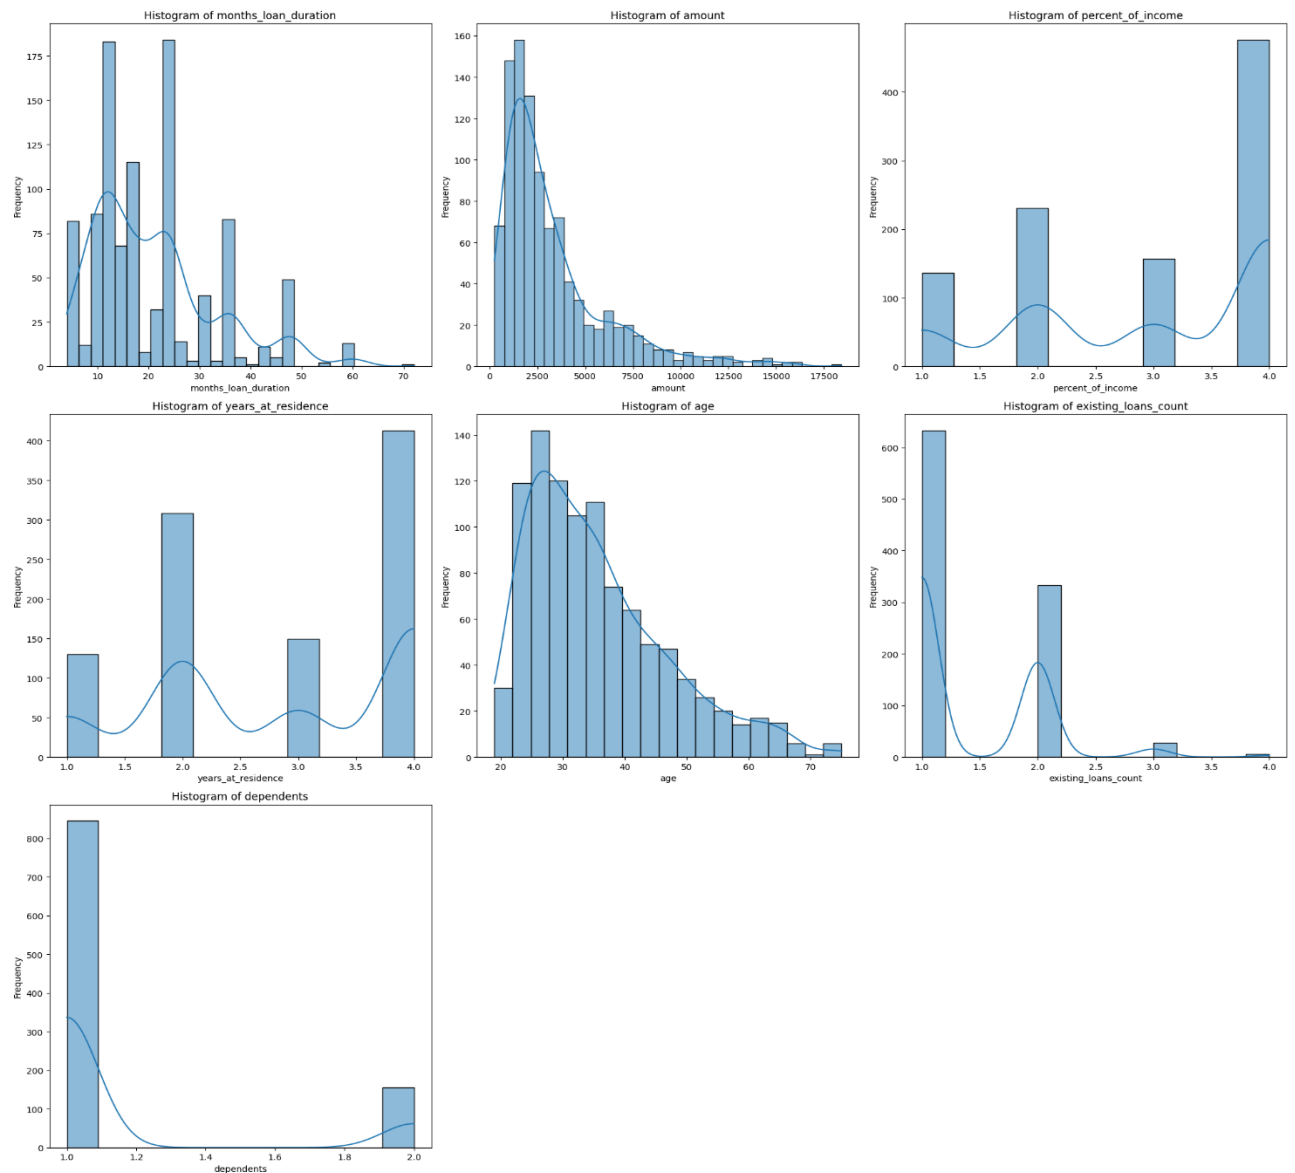 Histogram of months_loan_duration
Frequency
175
150
125
100
75
50
25
0
10 20 30 40 50 60 70
months_loan_duration
Histogram of amount
Frequency
160
140
120
100
80
60
40
20
0
0 2500 5000 7500 10000 12500 15000 17500
amount
Histogram of percent_of_income
Frequency
400
300
200
100
0
1.0 1.5 2.0 2.5 3.0 3.5 4.0
percent_of_income
Histogram of years_at_residence
Frequency
400
350
300
250
200
150
100
50
0
1.0 1.5 2.0 2.5 3.0 3.5 4.0
years_at_residence
Histogram of age
Frequency
140
120
100
80
60
40
20
0
20 30 40 50 60 70
age
Histogram of existing_loans_count
Frequency
600
500
400
300
200
100
0
1.0 1.5 2.0 2.5 3.0 3.5 4.0
existing_loans_count
Histogram of dependents
Frequency
800
700
600
500
400
300
200
100
0
1.0 1.2 1.4 1.6 1.8 2.0
dependents